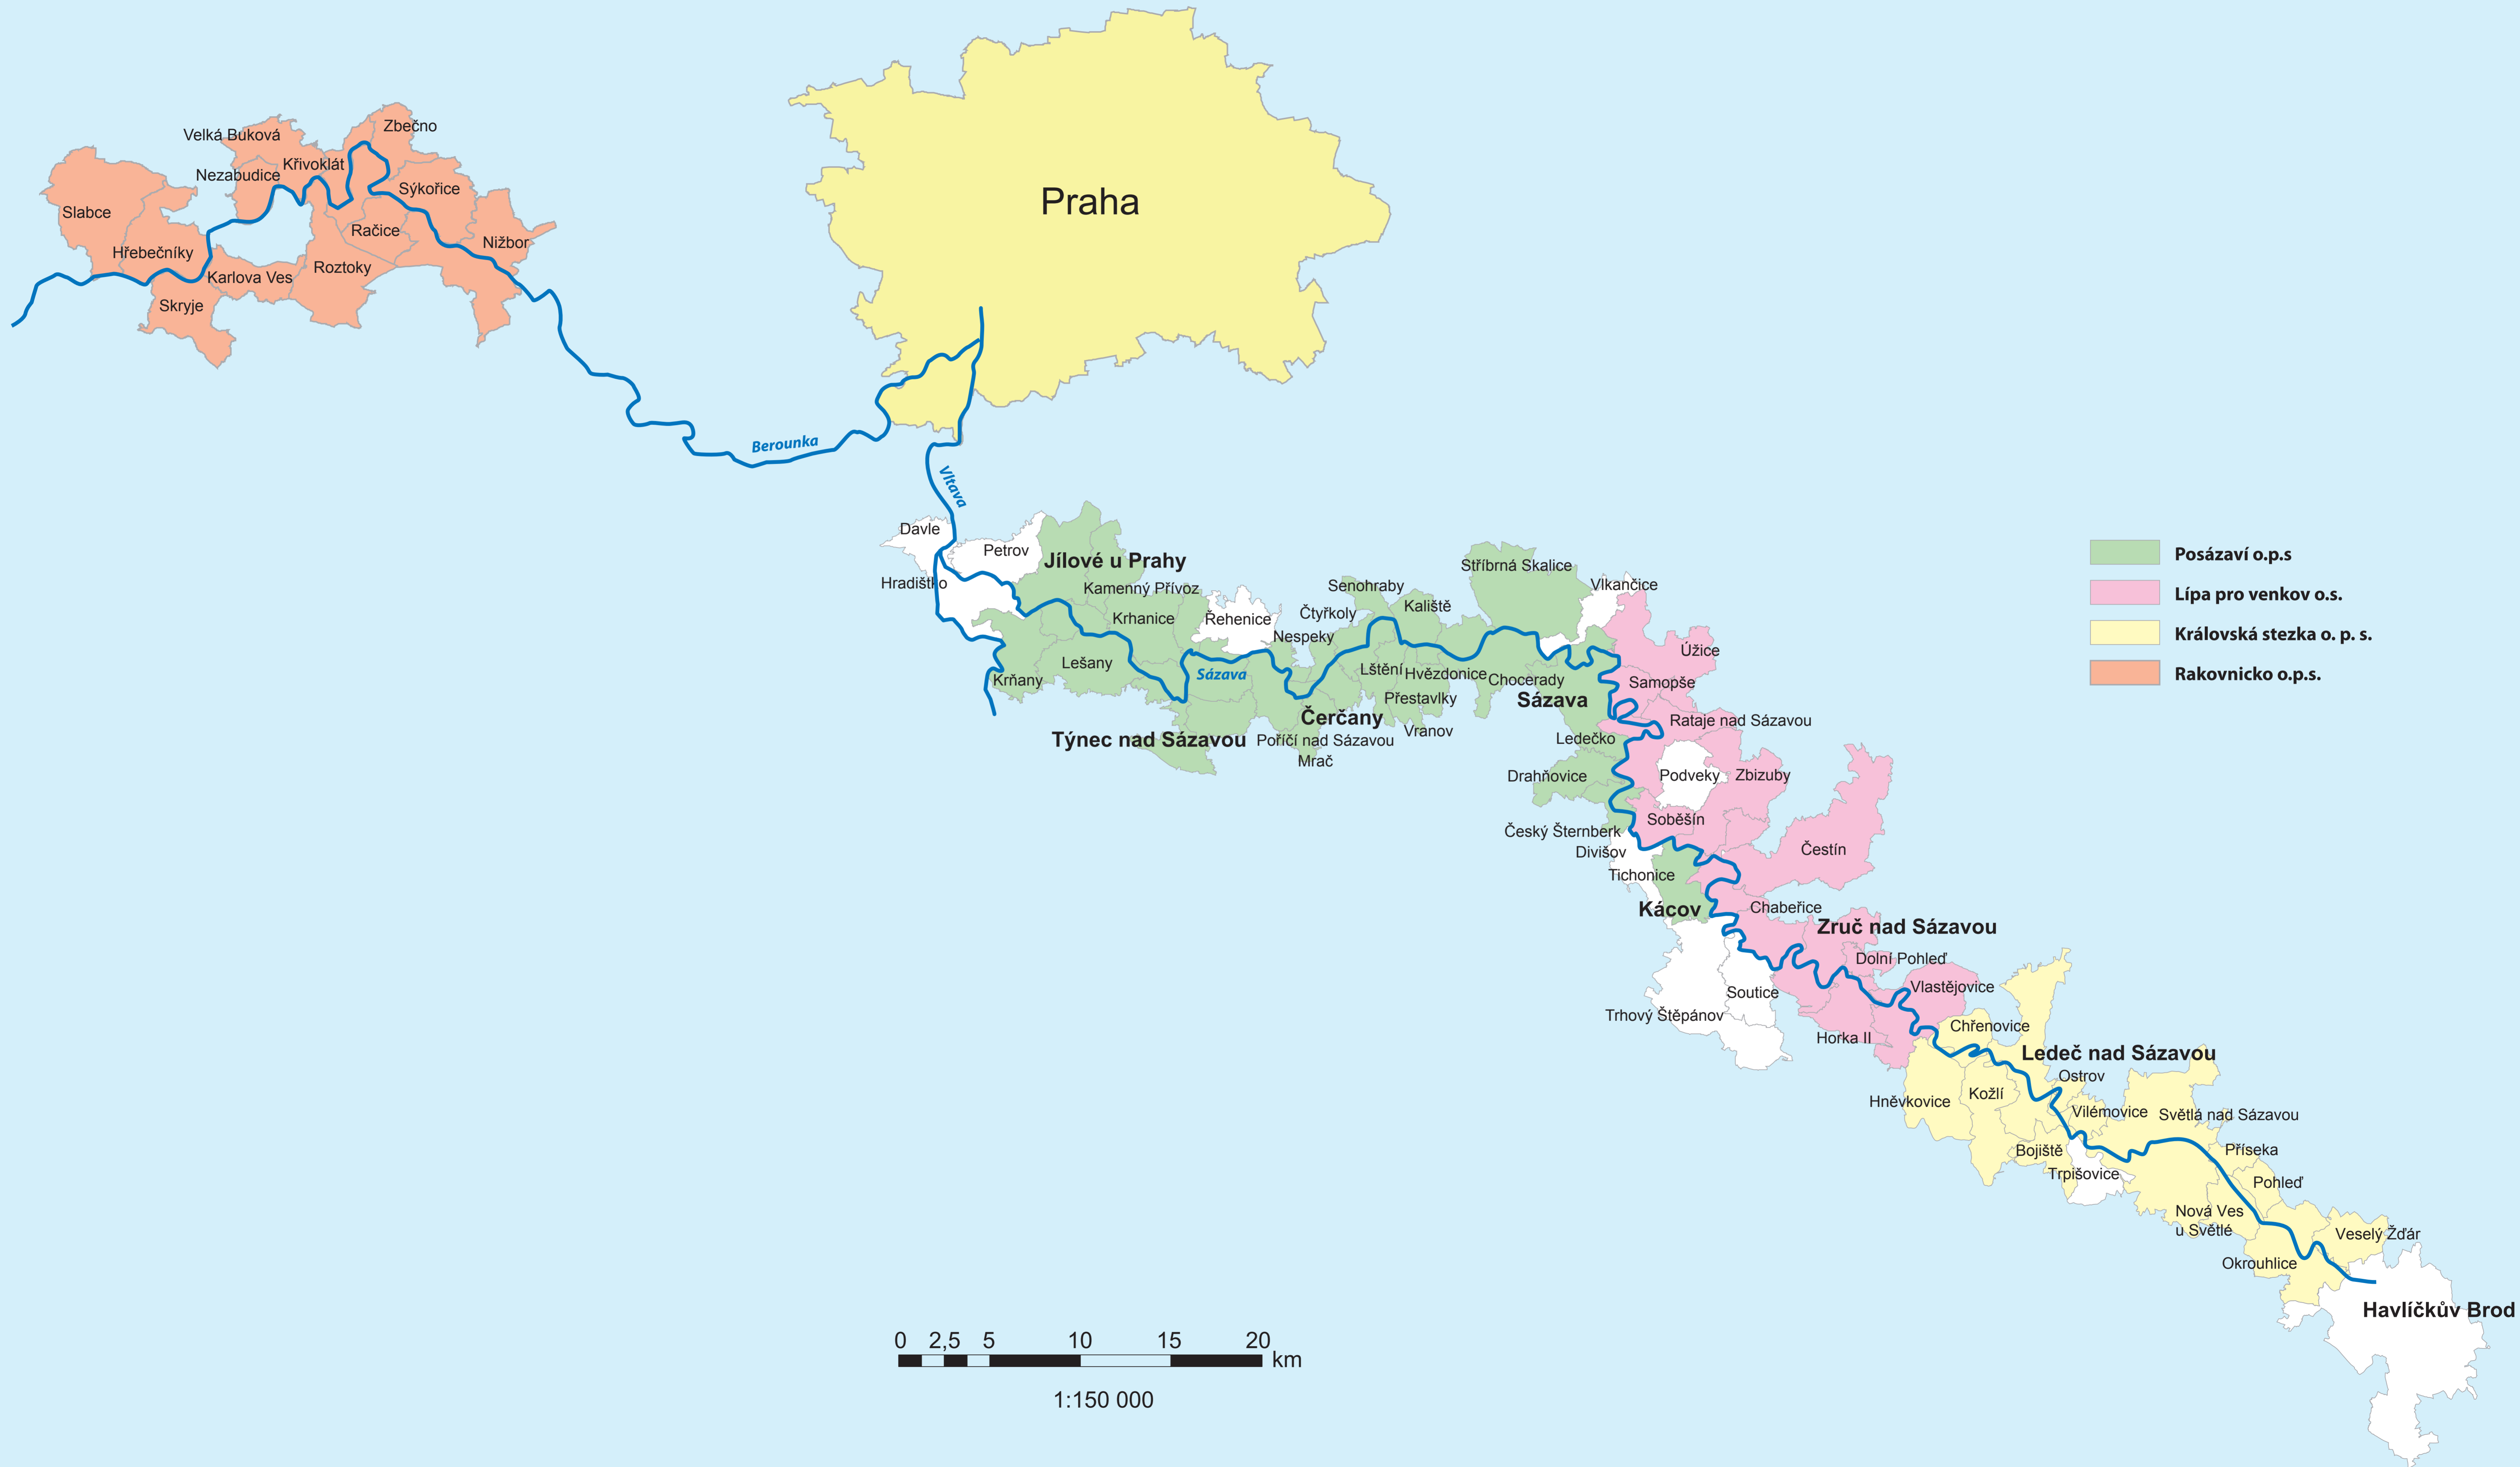 Praha
Zbečno
Velká Buková
Křivoklát
Nezabudice
Sýkořice
Slabce
Račice
Nižbor
Hřebečníky
Roztoky
Karlova Ves
Skryje
Berounka
Vltava
Davle
Petrov
Jílové u Prahy
Hradištko
Kamenný Přívoz
Krhanice
Řehenice
Senohraby
Stříbrná Skalice
Vlkančice
Čtyřkoly
Kaliště
Nespeky
Lešany
Krňany
Sázava
Lštění
Hvězdonice
Chocerady
Přestavlky
Sázava
Čerčany
Vranov
Týnec nad Sázavou
Poříčí nad Sázavou
Mrač
Úžice
Samopše
Rataje nad Sázavou
Ledečko
Drahňovice
Podveky
Zbizuby
Soběšín
Český Šternberk
Divišov
Čestín
Tichonice
Kácov
Chabeřice
Zruč nad Sázavou
Dolní Pohleď
Vlastějovice
Soutice
Trhový Štěpánov
Horka II
Chřenovice
Ledeč nad Sázavou
Ostrov
Kožlí
Hněvkovice
Vilémovice
Světlá nad Sázavou
Bojiště
Příseka
Trpišovice
Pohleď
Nová Ves
u Světlé
Veselý Žďár
Okrouhlice
Havlíčkův Brod
Posázaví o.p.s
Lípa pro venkov o.s.
Královská stezka o. p. s.
Rakovnicko o.p.s.
0 2,5 5 10 15 20
km
1:150 000